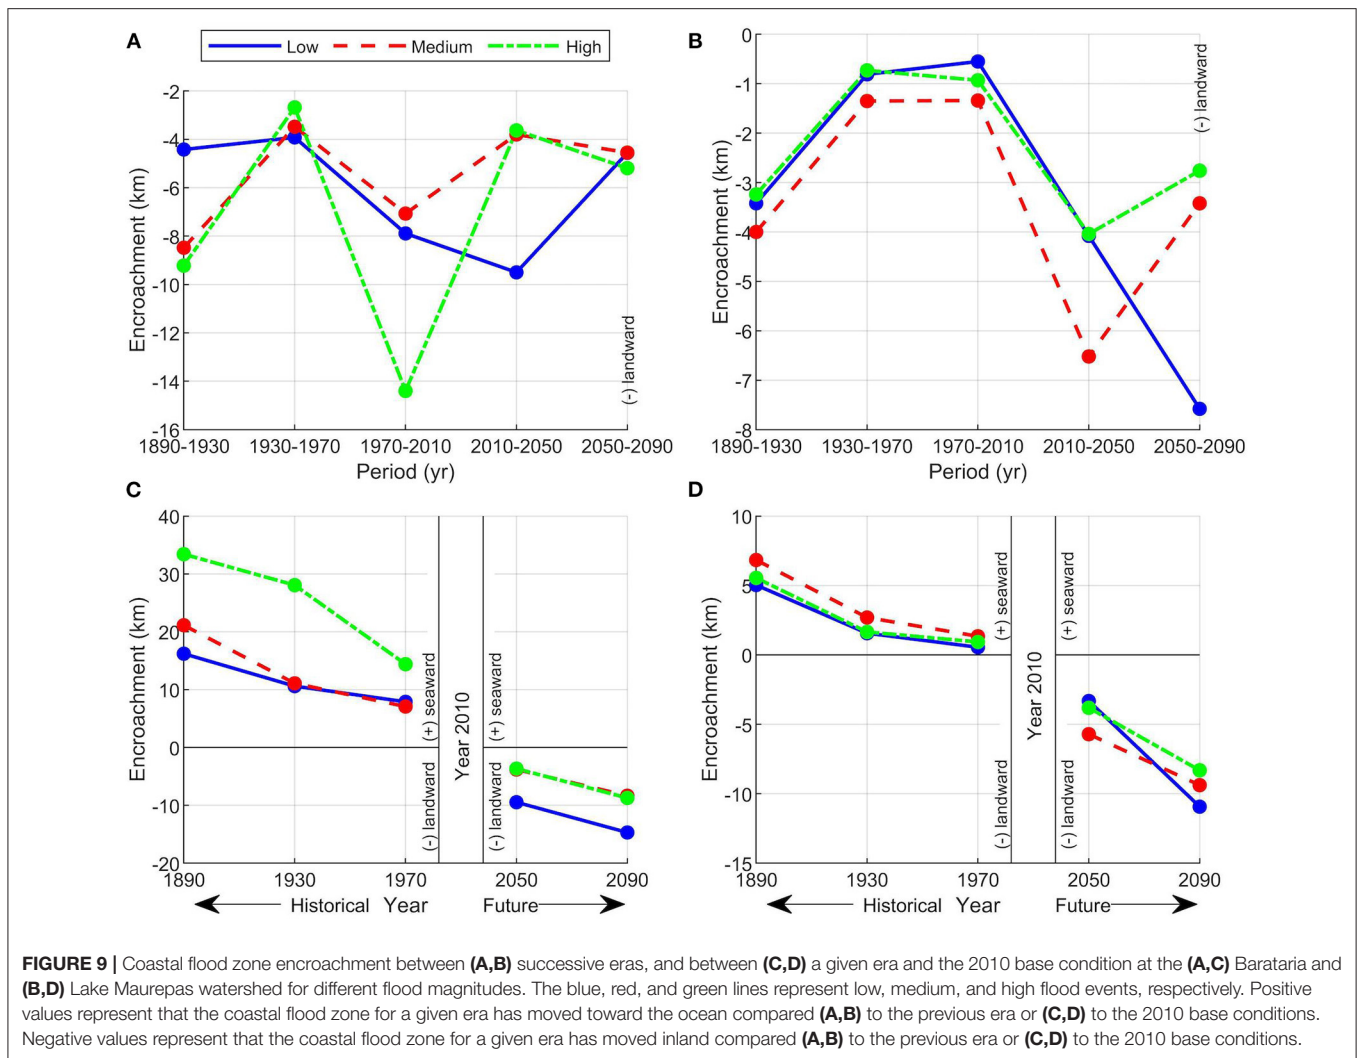 A
Low Medium High
-2
-4
-6
-8
-10
-12
-14
-16
Encroachment (km)
(-) landward
1890-1930 1930-1970 1970-2010 2010-2050 2050-2090
Period (yr)
B
0
-1
-2
-3
-4
-5
-6
-7
-8
Encroachment (km)
(-) landward
1890-1930 1930-1970 1970-2010 2010-2050 2050-2090
Period (yr)
C
40
30
20
10
0
-10
-20
Encroachment (km)
(-) landward (+) seaward
Year 2010
(-) landward (+) seaward
1890 1930 1970 2050 2090
Historical Year Future
D
10
5
0
-5
-10
-15
Encroachment (km)
(-) landward (+) seaward
Year 2010
(-) landward (+) seaward
1890 1930 1970 2050 2090
Historical Year Future
FIGURE 9 | Coastal flood zone encroachment between (A,B) successive eras, and between (C,D) a given era and the 2010 base condition at the (A,C) Barataria and
(B,D) Lake Maurepas watershed for different flood magnitudes. The blue, red, and green lines represent low, medium, and high flood events, respectively. Positive
values represent that the coastal flood zone for a given era has moved toward the ocean compared (A,B) to the previous era or (C,D) to the 2010 base conditions.
Negative values represent that the coastal flood zone for a given era has moved inland compared (A,B) to the previous era or (C,D) to the 2010 base conditions.